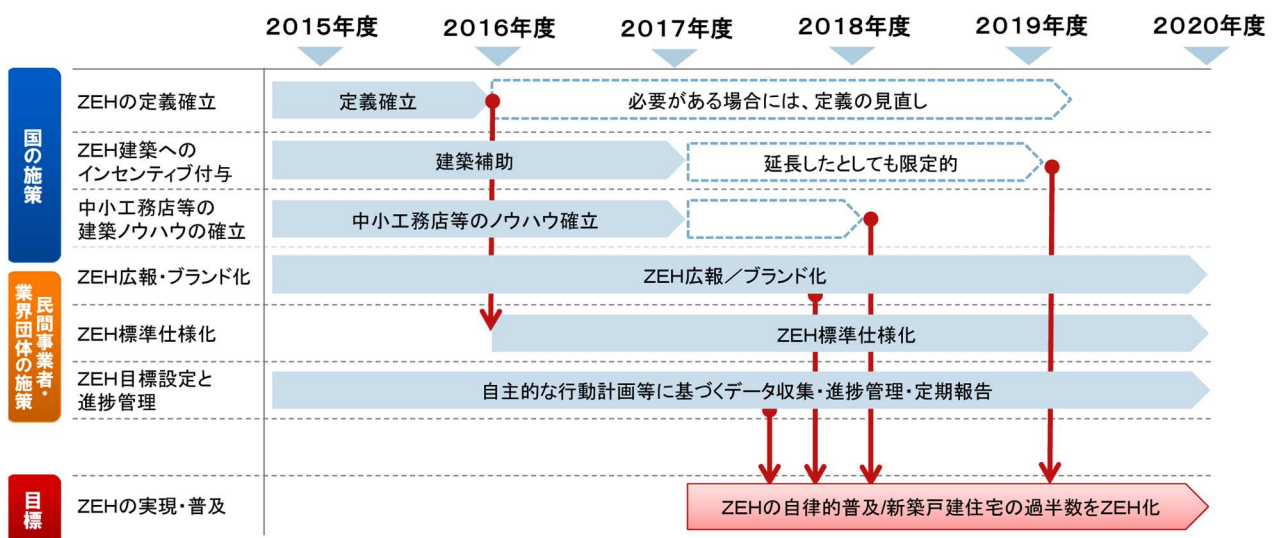 2015年度
2016年度
2017年度
2018年度
2019年度
2020年度
国の施策
ZEHの定義確立
定義確立
必要がある場合には、定義の見直し
ZEH建築への
インセンティブ付与
建築補助
延長したとしても限定的
中小工務店等の
建築ノウハウの確立
中小工務店等のノウハウ確立
民間事業者・
業界団体の施策
ZEH広報・ブランド化
ZEH広報／ブランド化
ZEH標準仕様化
ZEH標準仕様化
ZEH目標設定と
進捗管理
自主的な行動計画等に基づくデータ収集・進捗管理・定期報告
目標
ZEHの実現・普及
ZEHの自律的普及/新築戸建住宅の過半数をZEH化